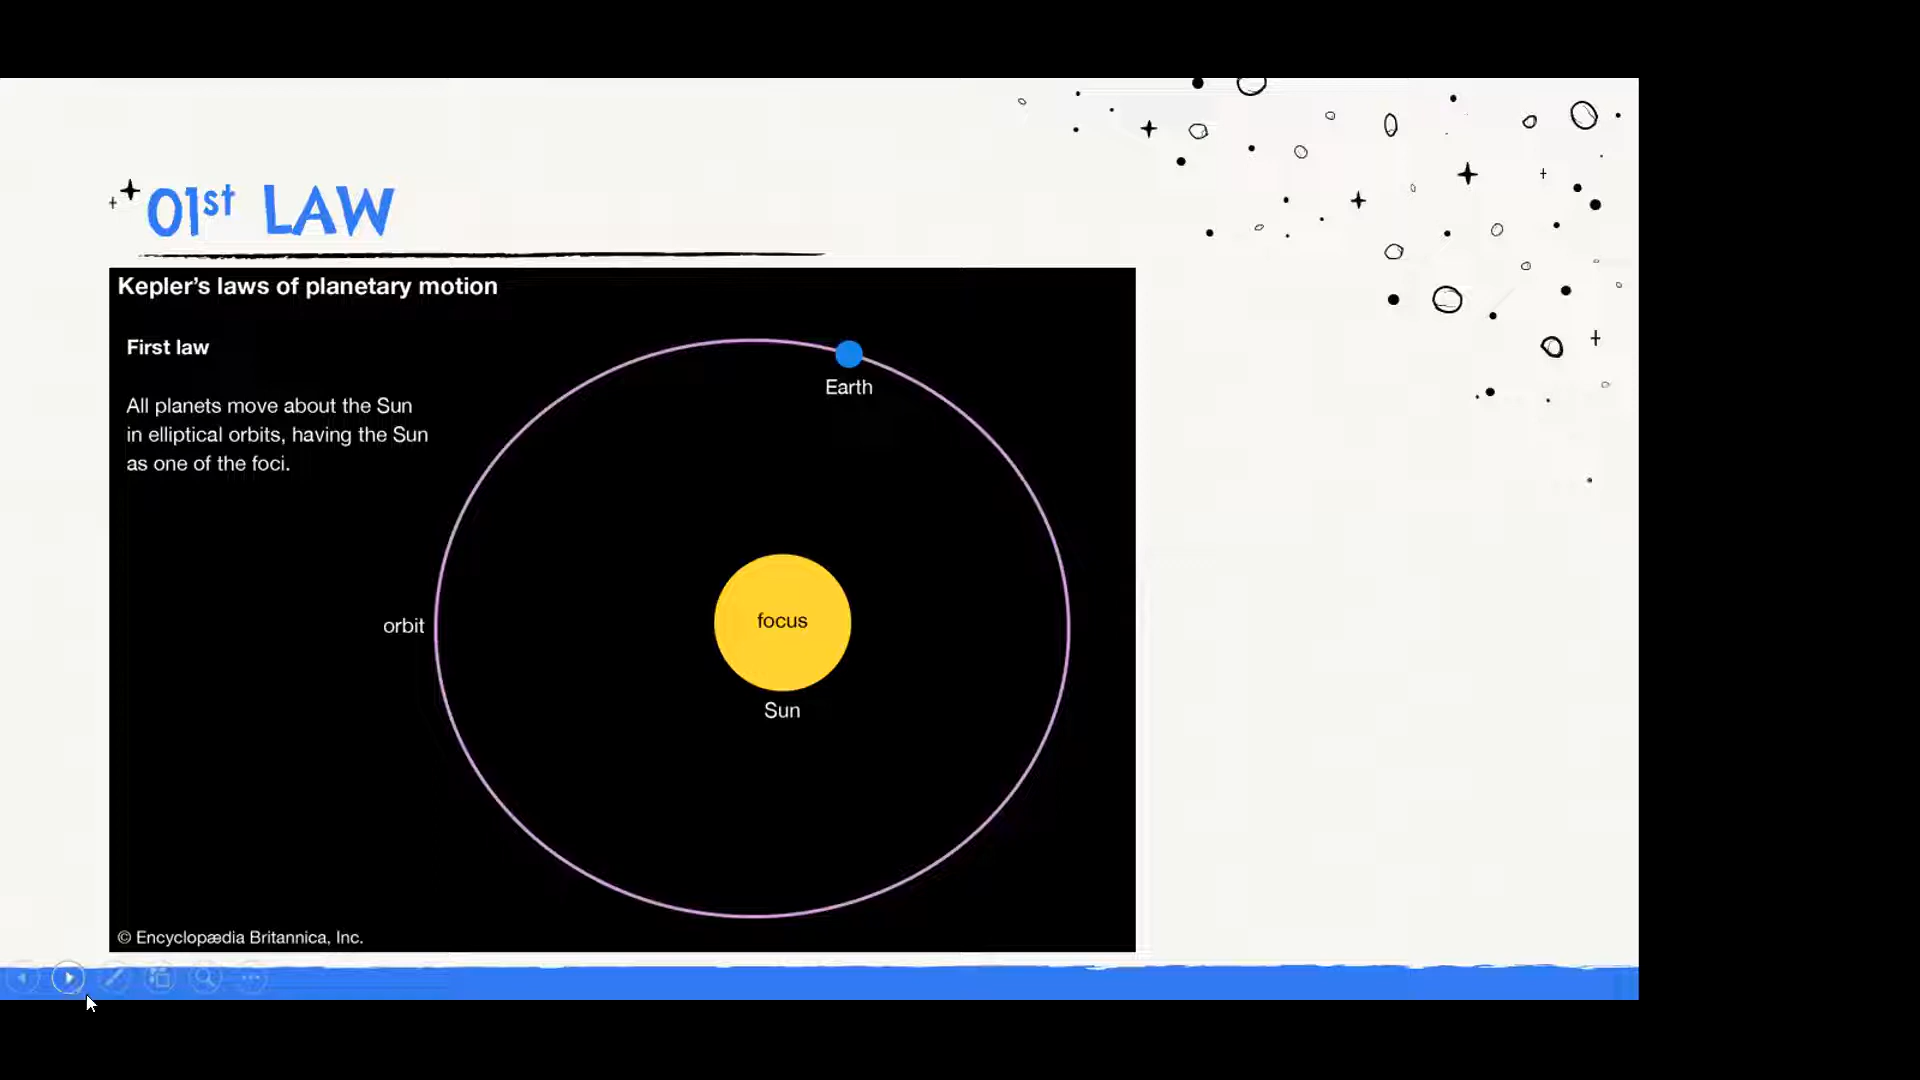 01st LAW
Kepler's laws of planetary motion
First law
All planets move about the Sun
in elliptical orbits, having the Sun
as one of the foci.
Earth
focus
orbit
Sun
© Encyclopædia Britannica, Inc.